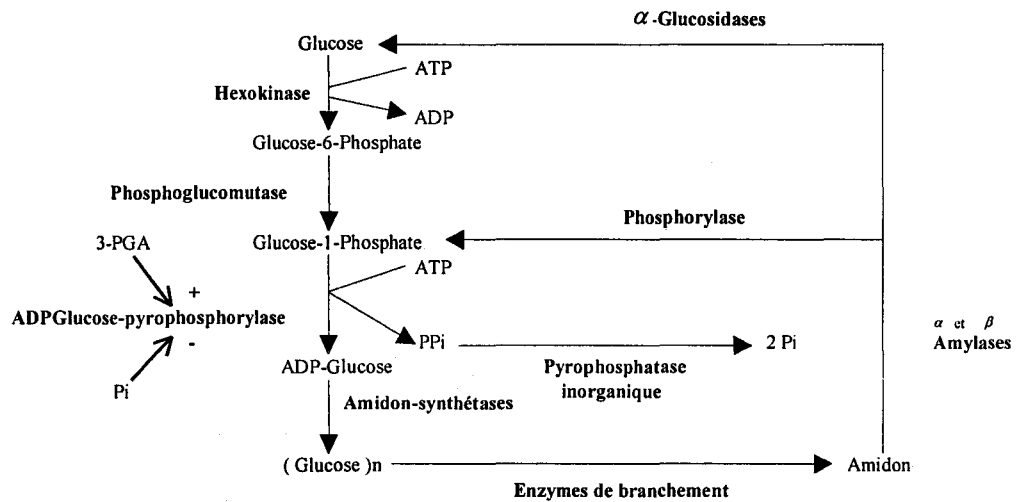 α-Glucosidases
Glucose
ATP
Hexokinase
ADP
Glucose-6-Phosphate
Phosphoglucomutase
Phosphorylase
3-PGA
Glucose-1-Phosphate
ATP
+
ADPGlucose-pyrophosphorylase
α et β
Amylases
-
PPi
2 Pi
ADP-Glucose
Pyrophosphatase
inorganique
Pi
Amidon-synthétases
( Glucose )n
Amidon
Enzymes de branchement